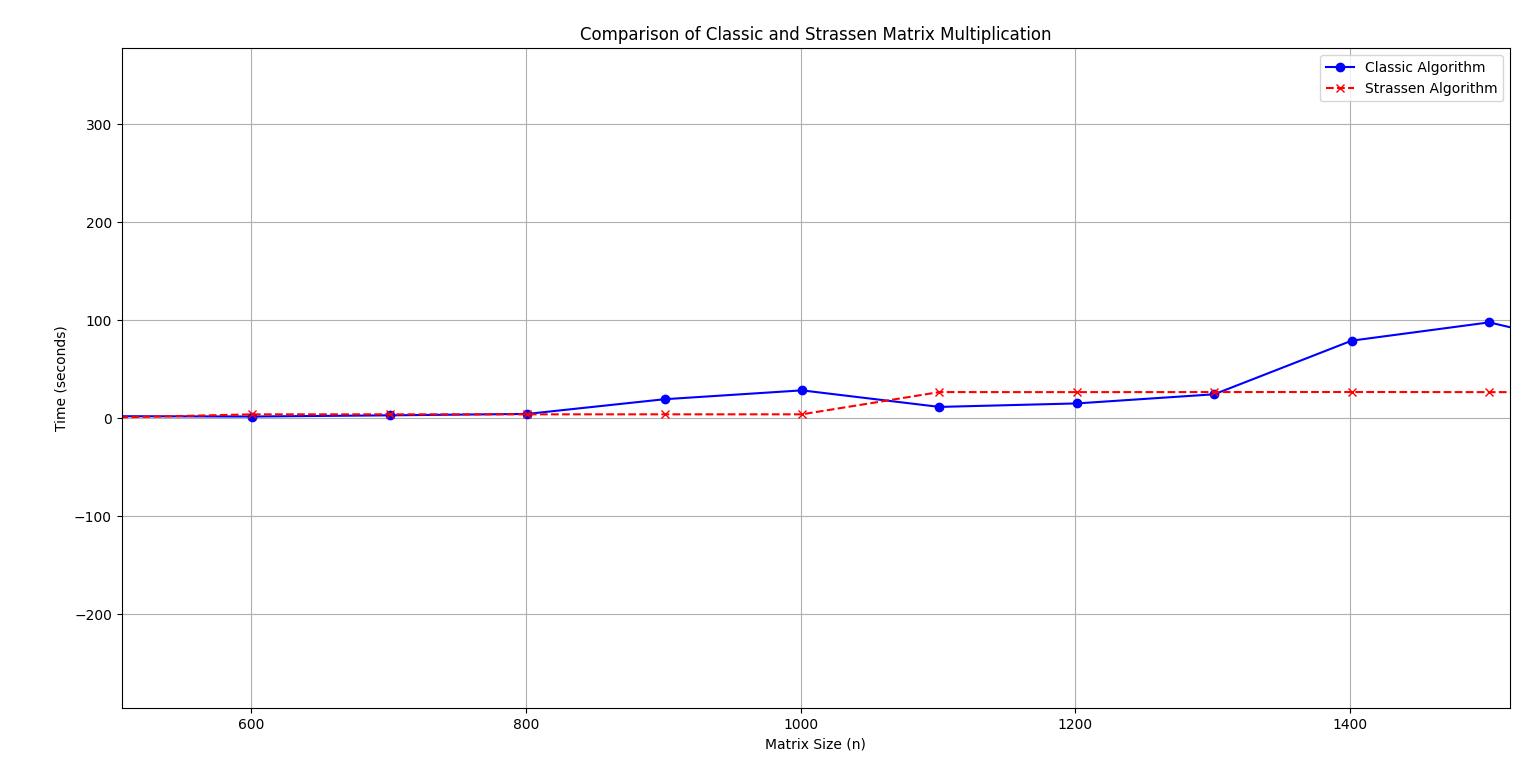 Comparison of Classic and Strassen Matrix Multiplication
Classic Algorithm
Strassen Algorithm
Time (seconds)
300
200
100
0
−100
−200
600
800
1000
1200
1400
Matrix Size (n)